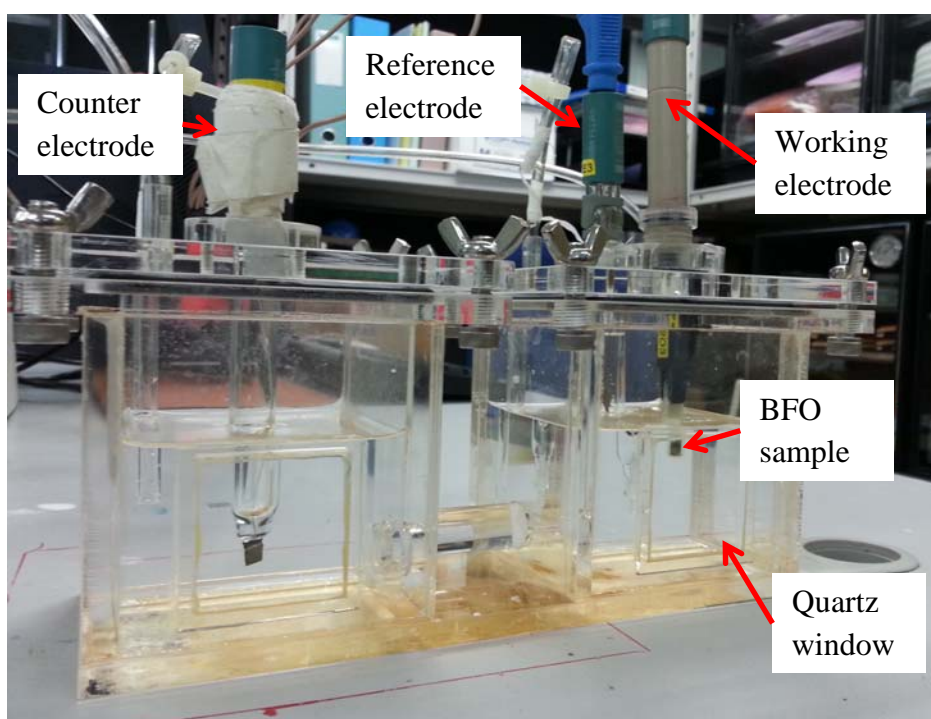 Counter
electrode
Reference
electrode
Working
electrode
BFO
sample
Quartz
window